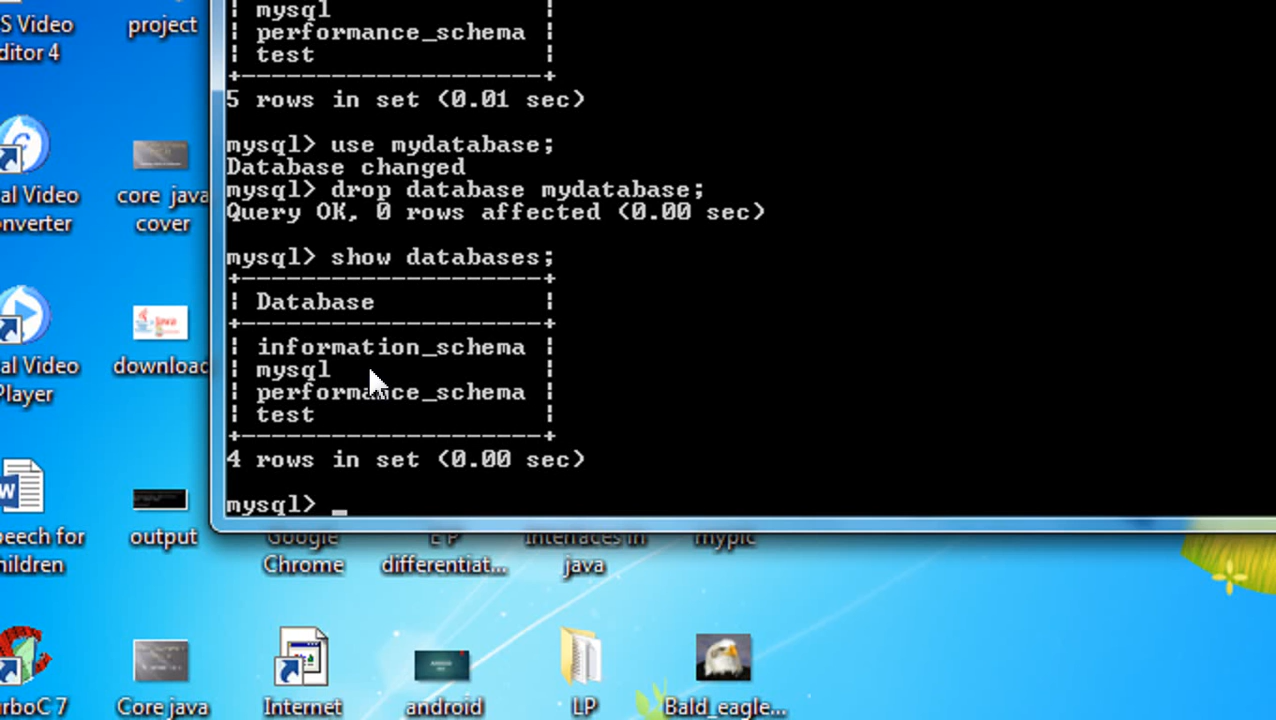 S Video
ditor 4
project
mysql
performance_schema
test
5 rows in set (0.01 sec)
mysql> use mydatabase;
Database changed
mysql> drop database mydatabase;
Query OK, 0 rows affected (0.00 sec)
mysql> show databases;
Database
information_schema
mysql
performance_schema
test
4 rows in set (0.00 sec)
mysql> _
al Video
onverter
core java
cover
al Video
Player
download
W
peech for
hildren
output
Google
Chrome
differentiat...
Interfaces in
java
mypic
rboC 7
Core java
Internet
android
LP
Bald_eagle...